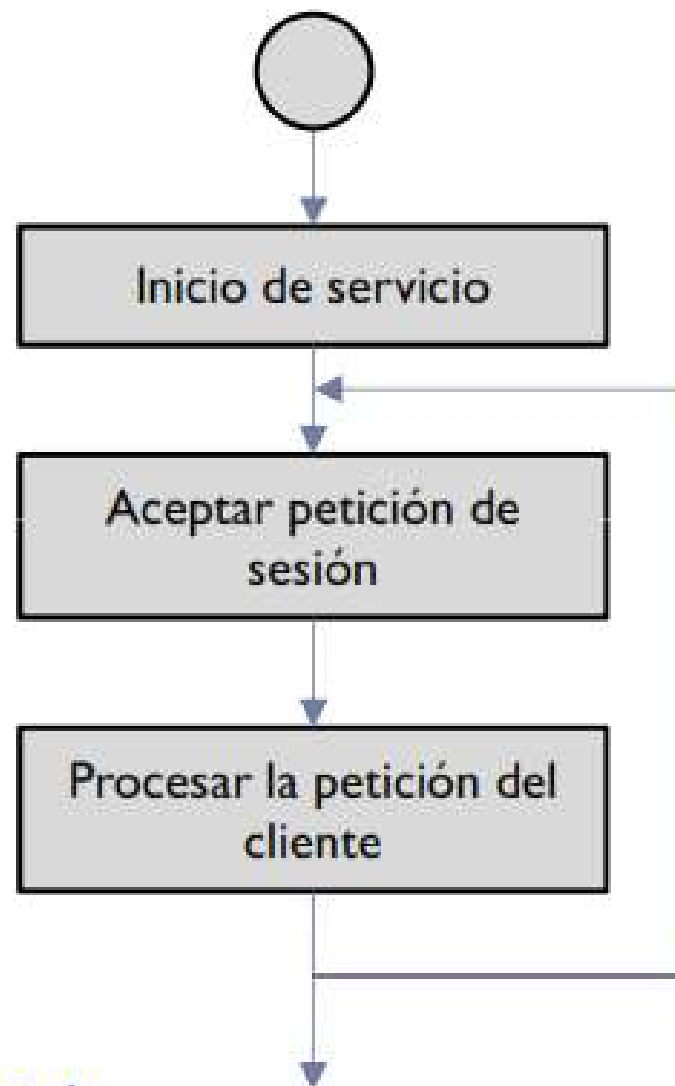 Inicio de servicio
Aceptar petición de
sesión
Procesar la petición del
cliente